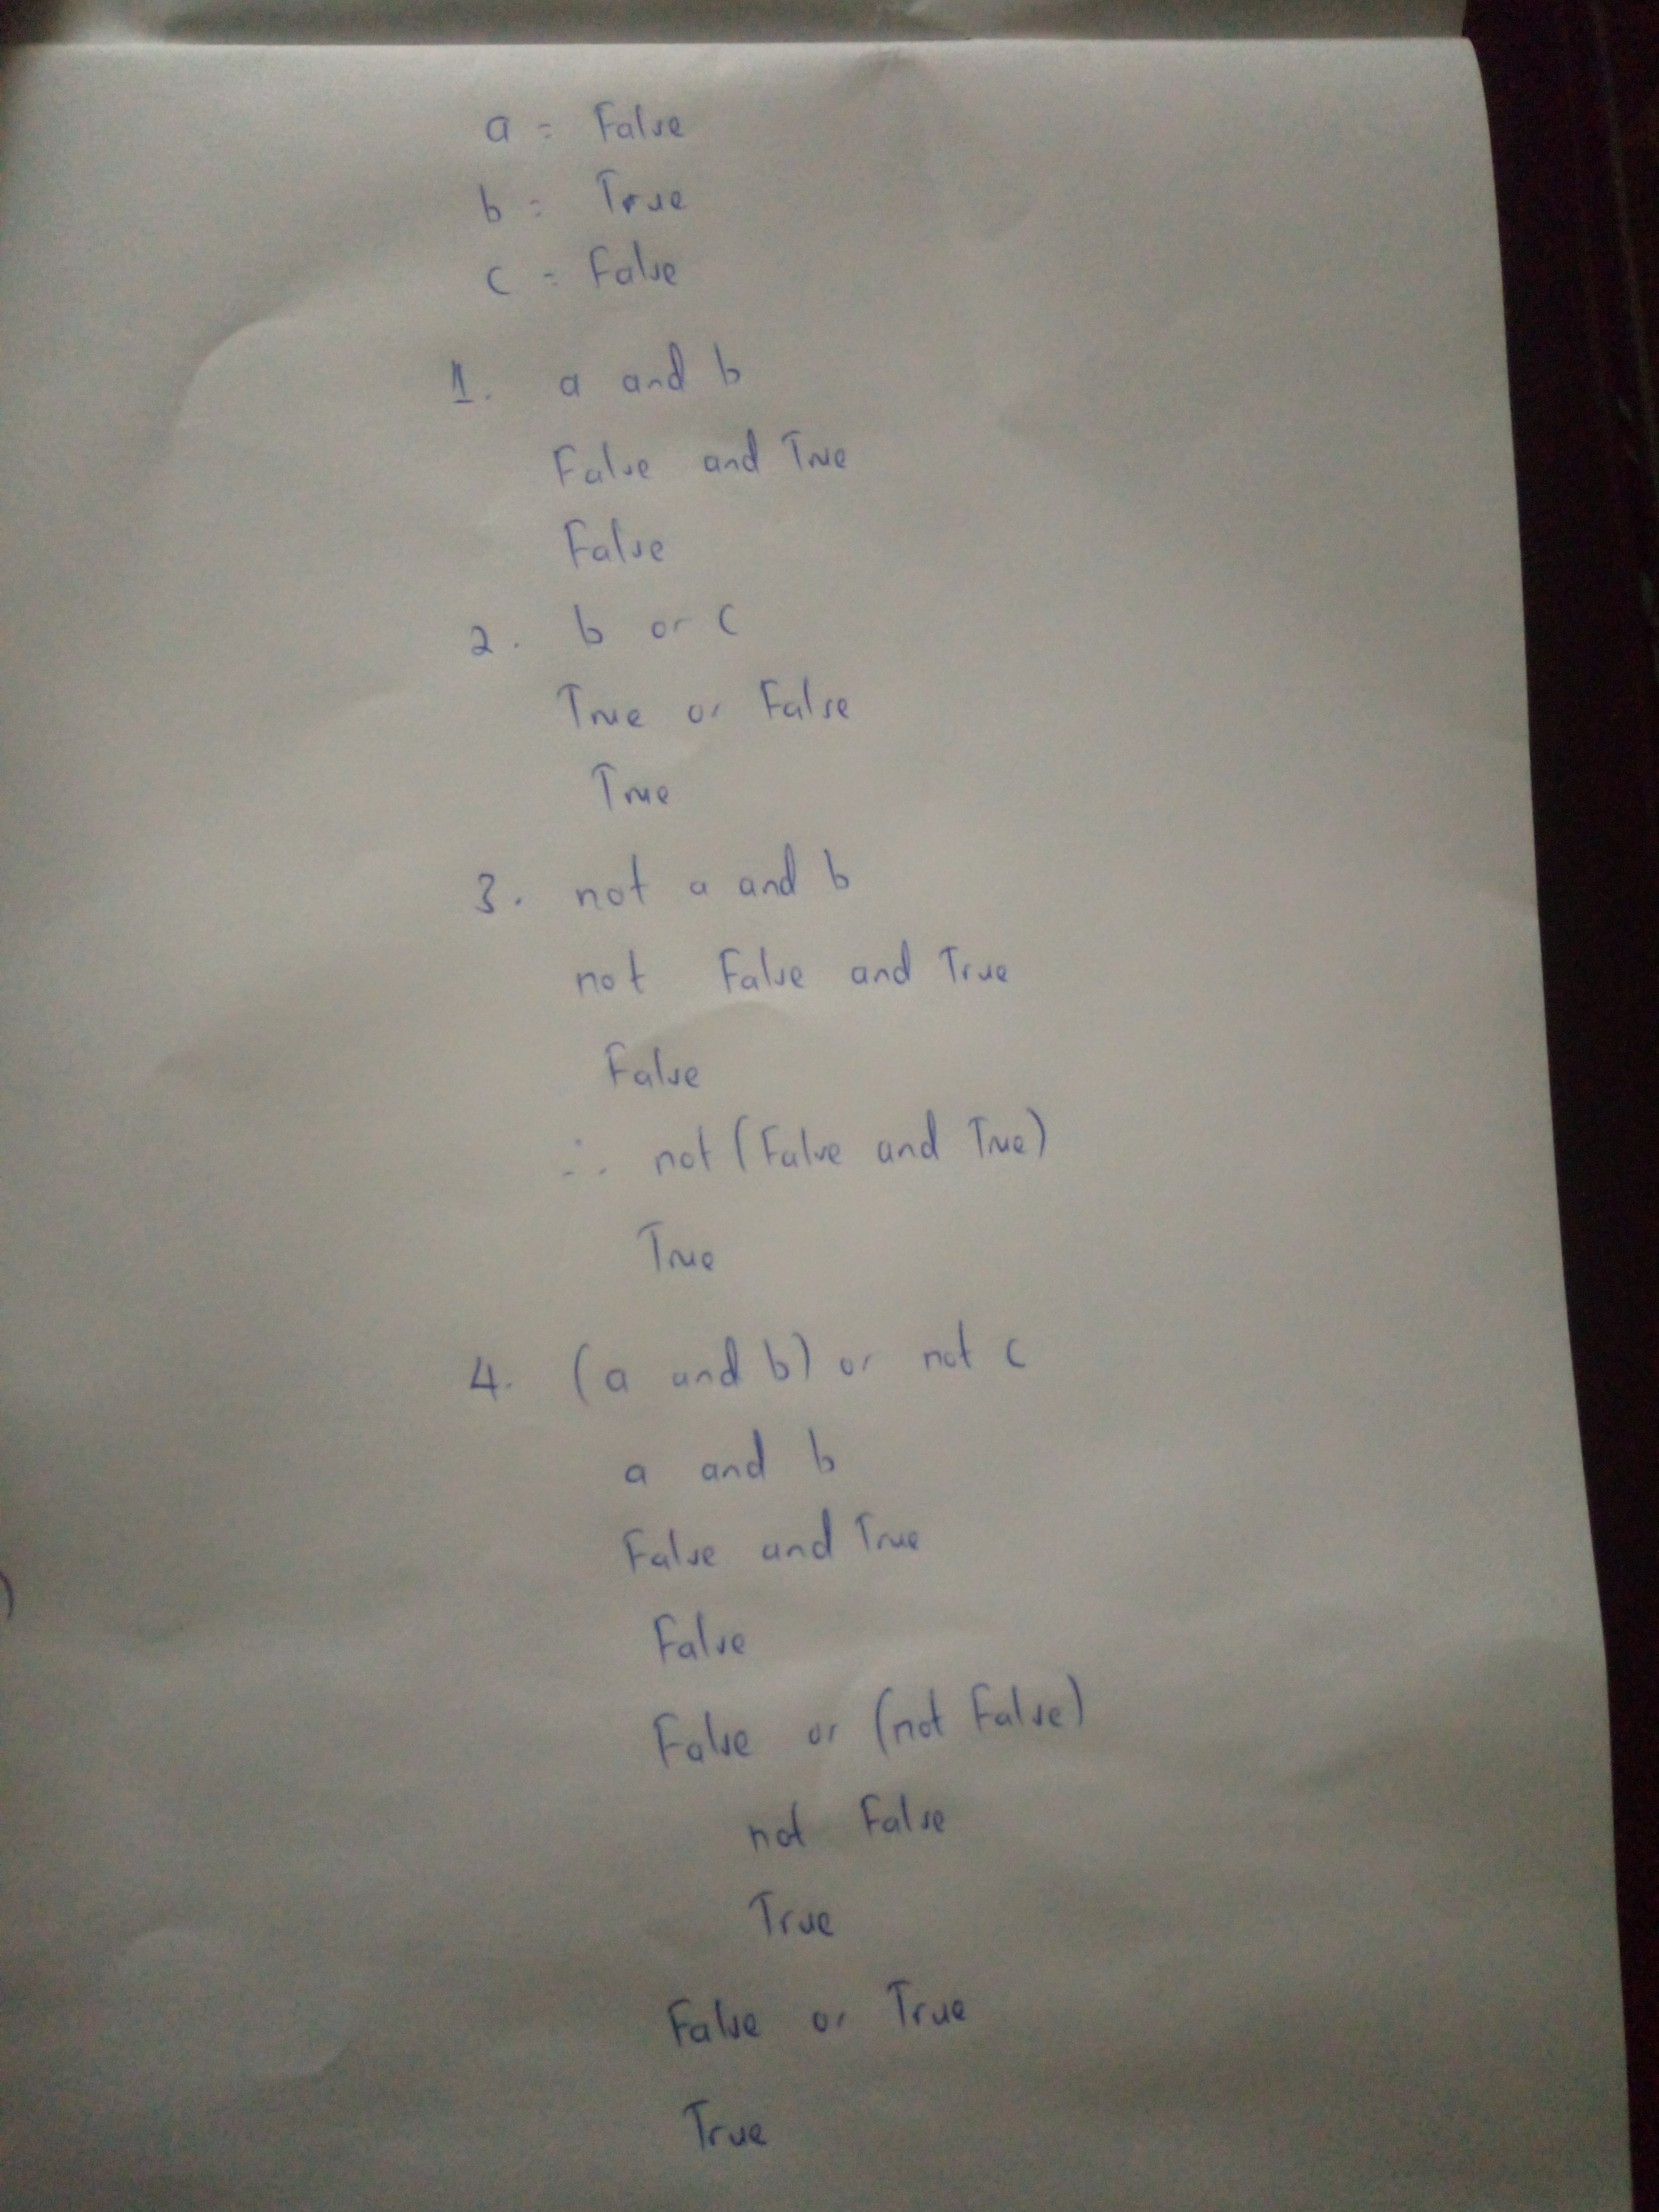 a = False
b = True
c = False
1. a and b
False and True
False
2. b or c
True or False
True
3. not a and b
not False and True
False
∴ not (False and True)
True
4. (a and b) or not c
a and b
False and True
False
False or (not False)
not False
True
False or True
True
)